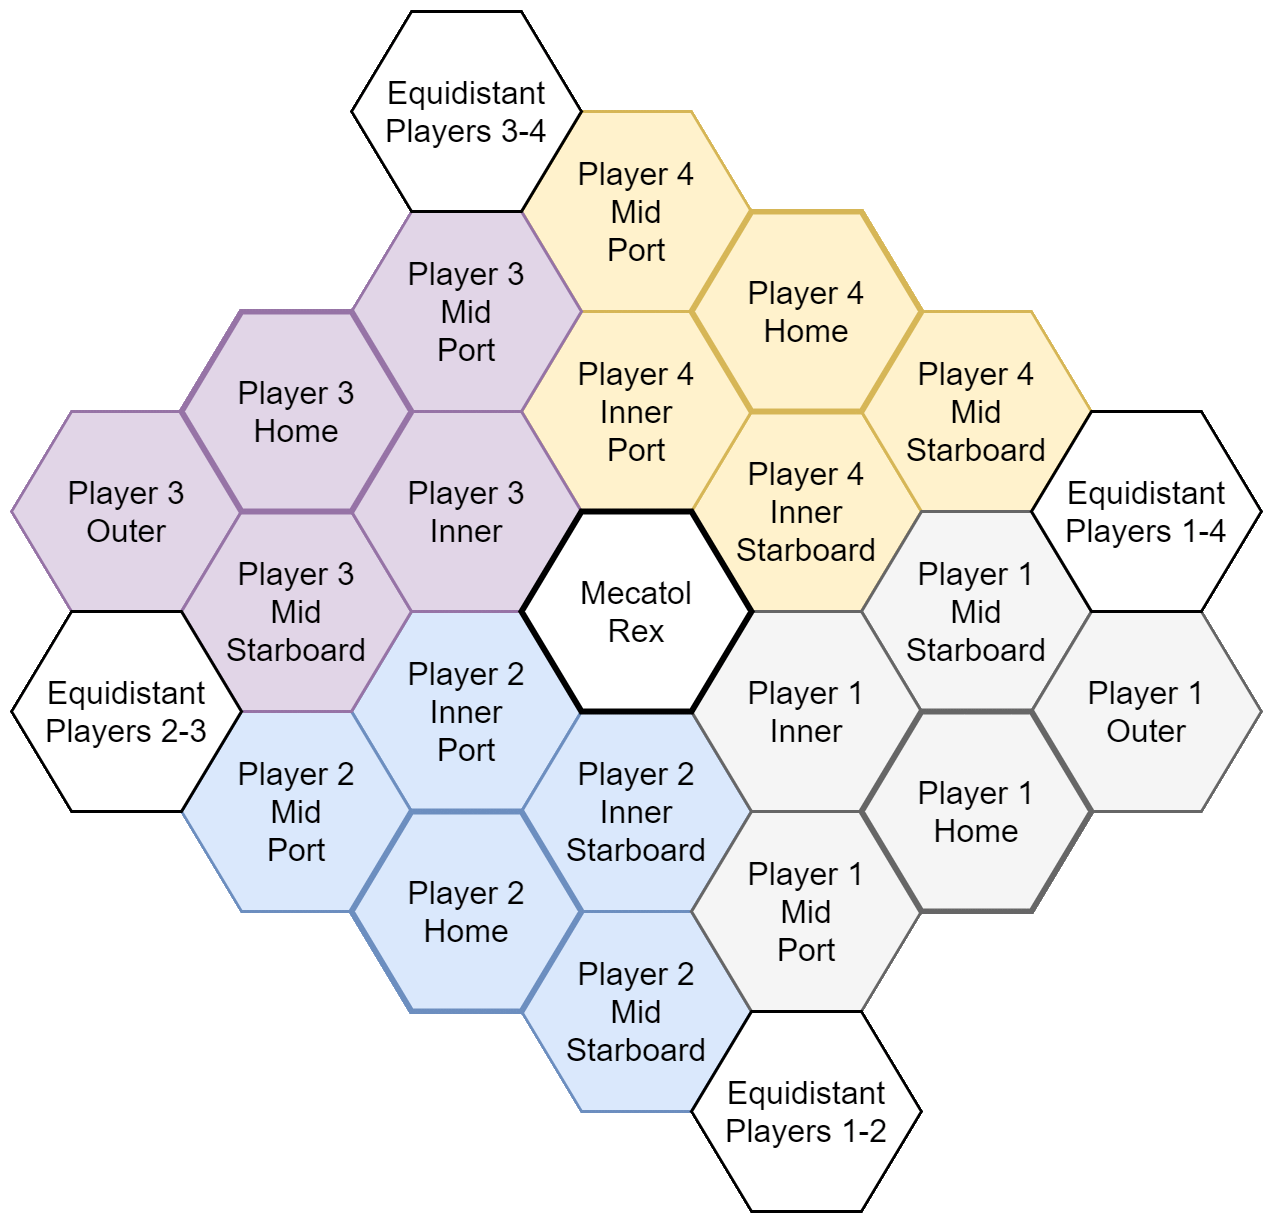 Equidistant
Players 3-4
Player 4
Mid
Port
Player 3
Mid
Port
Player 4
Home
Player 3
Home
Player 4
Inner
Port
Player 4
Mid
Starboard
Player 3
Outer
Player 3
Inner
Player 4
Inner
Starboard
Equidistant
Players 1-4
Player 3
Mid
Starboard
Mecatol
Rex
Player 1
Mid
Starboard
Equidistant
Players 2-3
Player 2
Inner
Port
Player 1
Inner
Player 1
Outer
Player 2
Mid
Port
Player 2
Inner
Starboard
Player 1
Home
Player 2
Home
Player 1
Mid
Port
Player 2
Mid
Starboard
Equidistant
Players 1-2